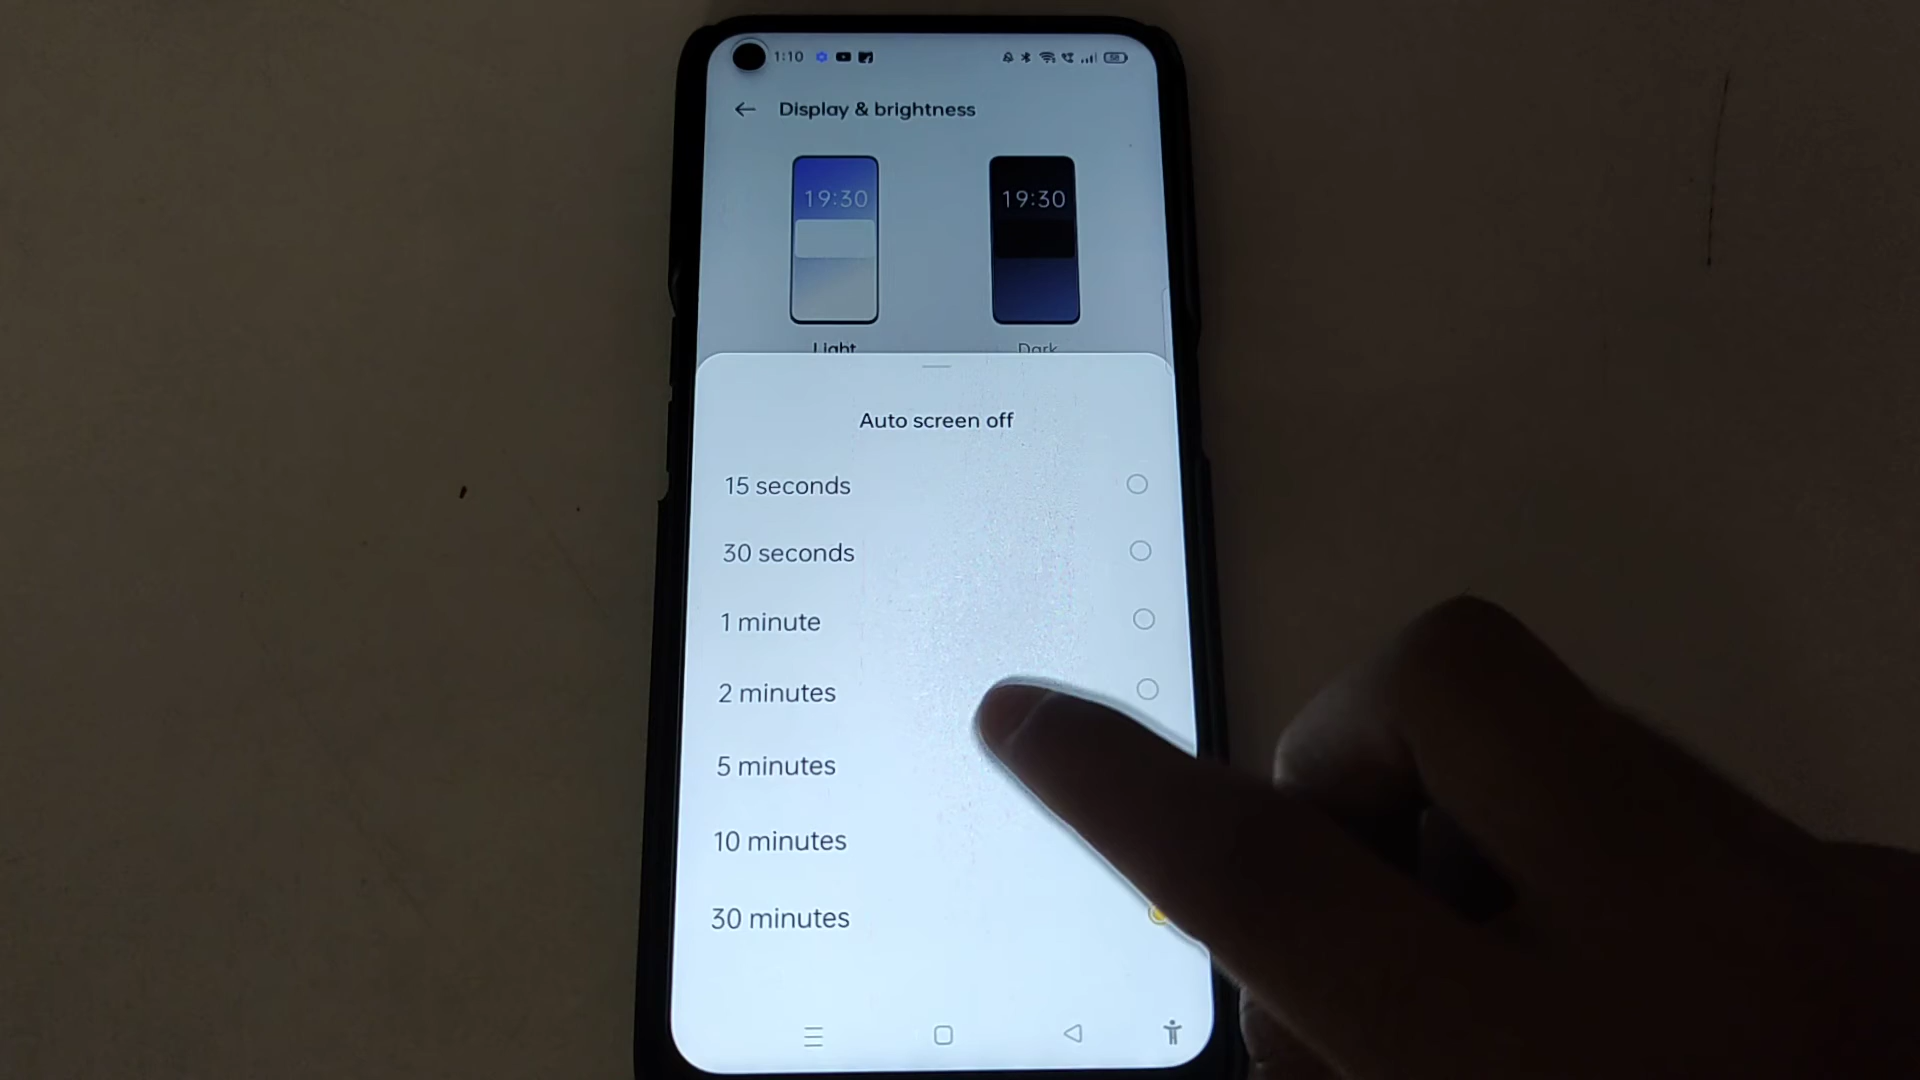 1:10
58
Display & brightness
19:30
19:30
Light
Dark
Auto screen off
15 seconds
30 seconds
1 minute
2 minutes
5 minutes
10 minutes
30 minutes